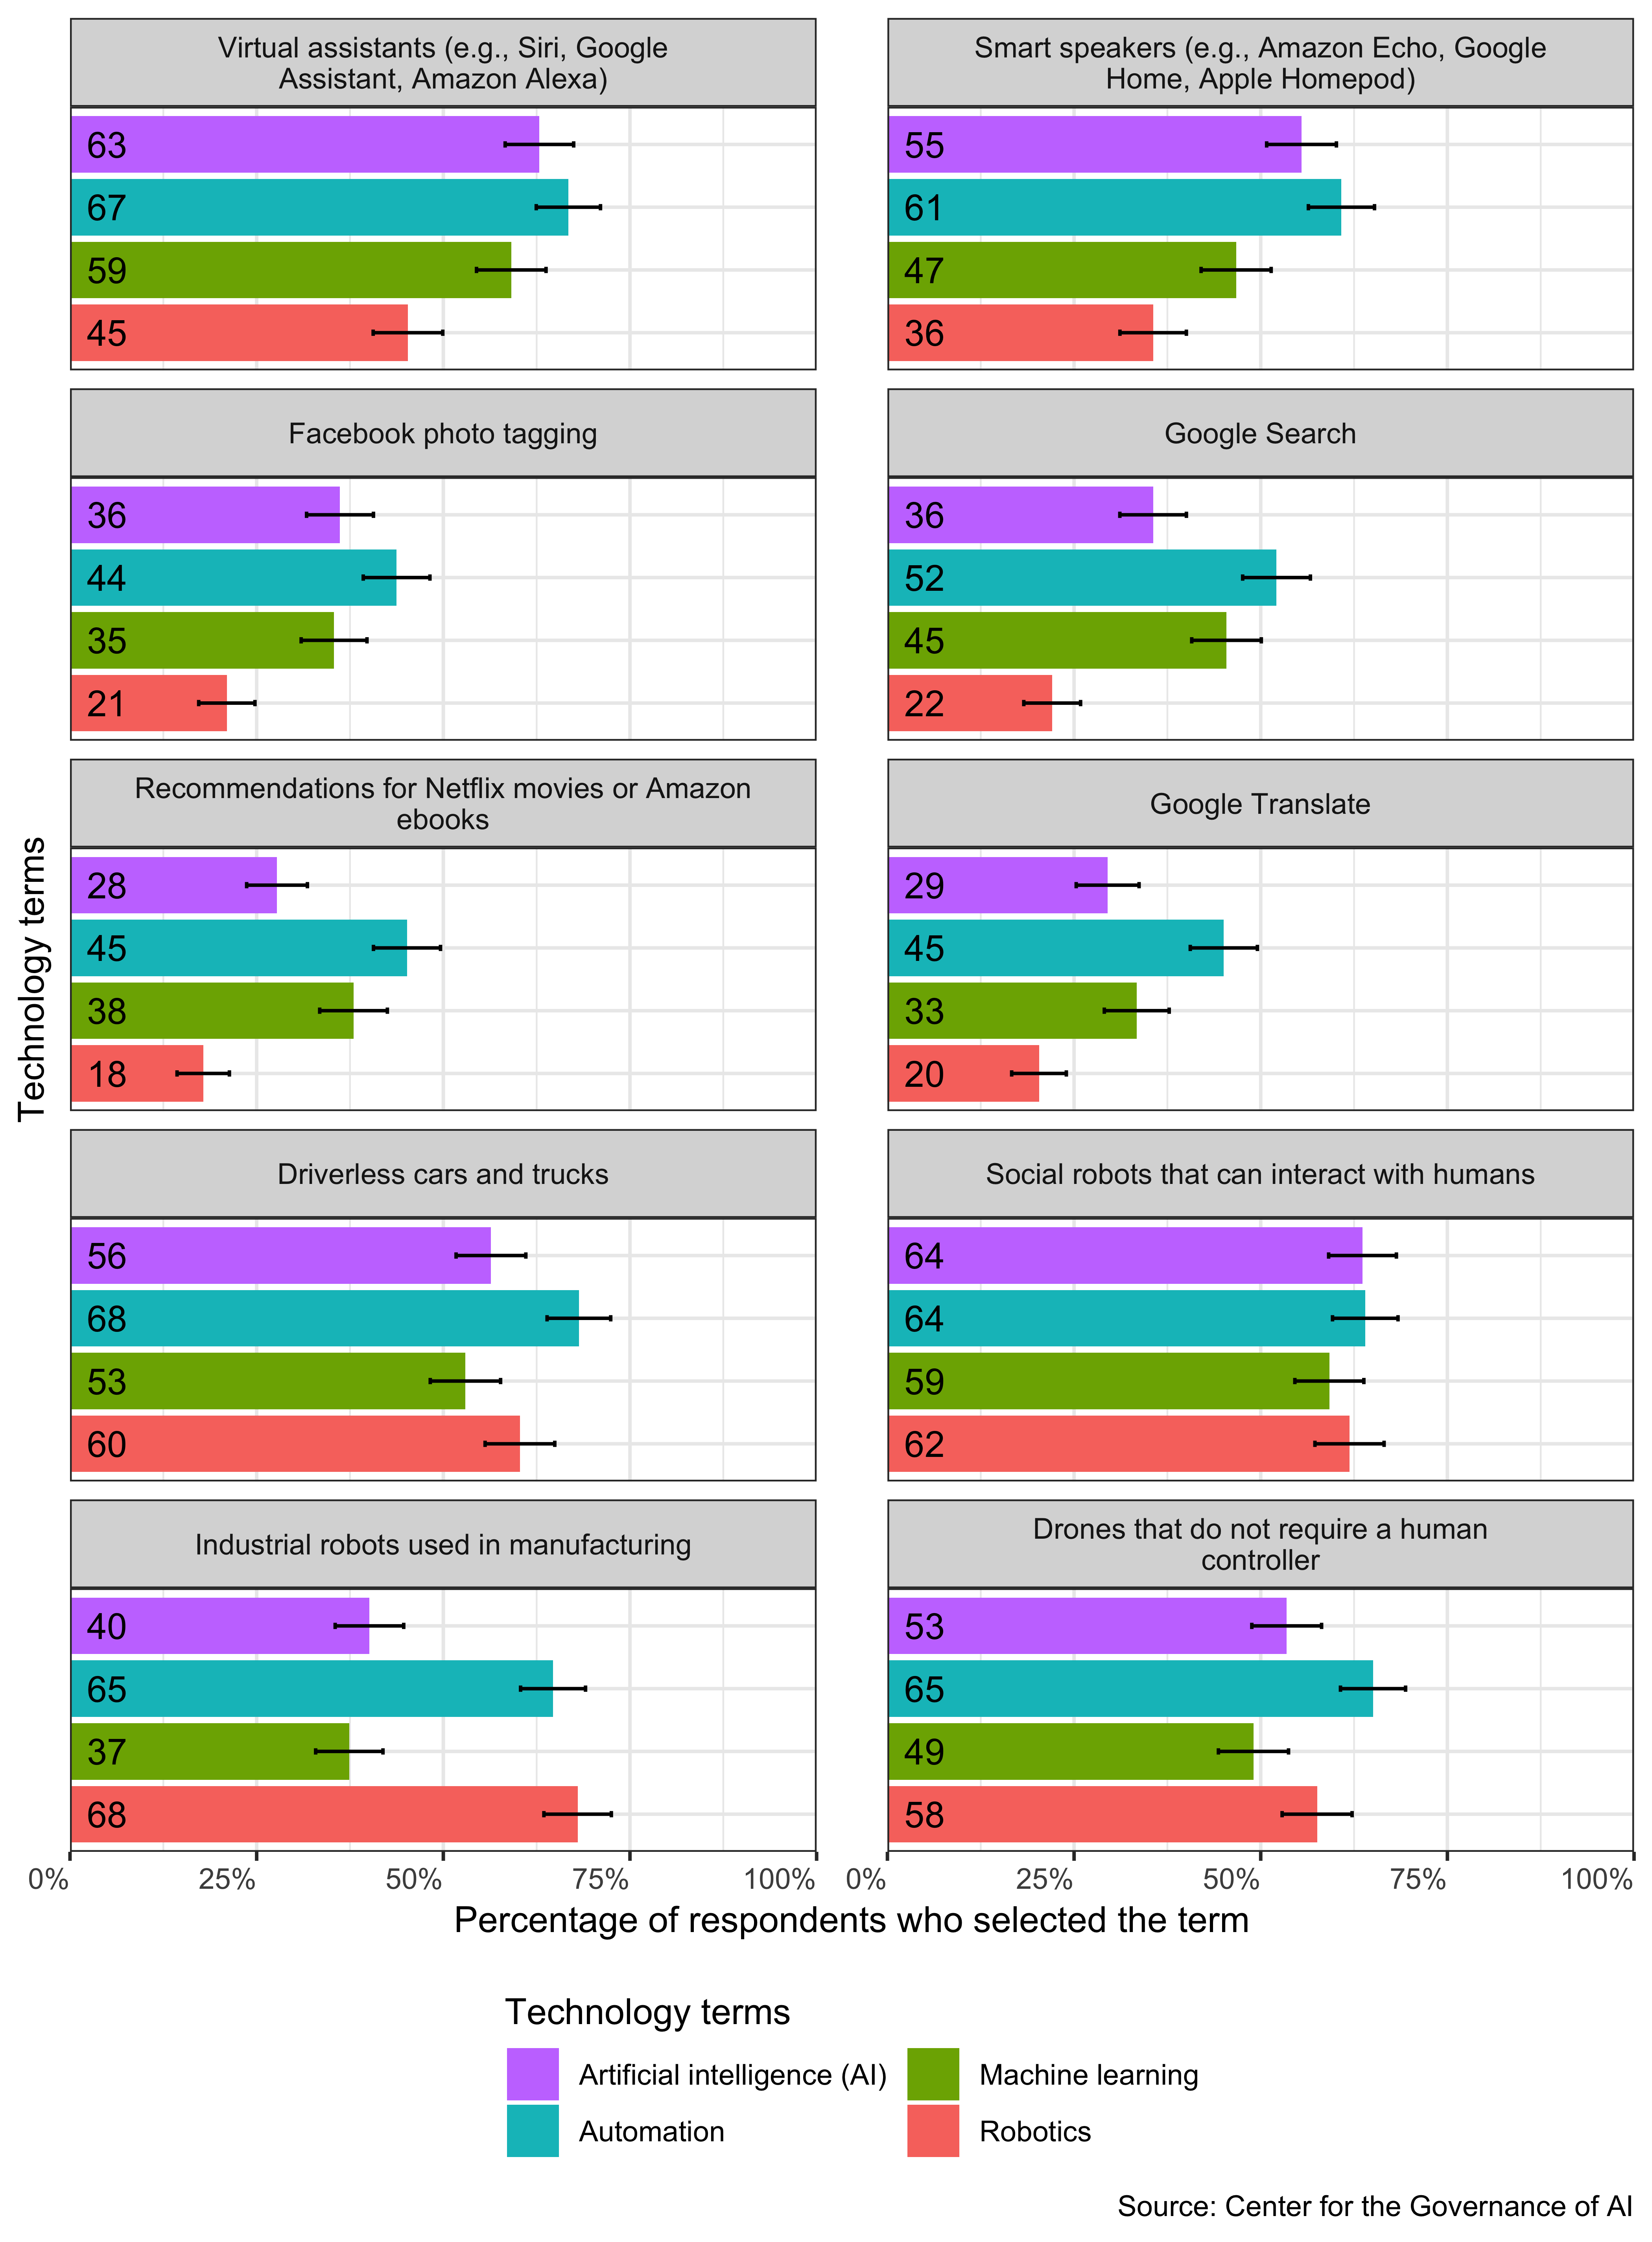 Virtual assistants (e.g., Siri, Google
Assistant, Amazon Alexa)
63
67
59
45
Smart speakers (e.g., Amazon Echo, Google
Home, Apple Homepod)
55
61
47
36
Facebook photo tagging
36
44
35
21
Google Search
36
52
45
22
Recommendations for Netflix movies or Amazon
ebooks
28
45
38
18
Google Translate
29
45
33
20
Driverless cars and trucks
56
68
53
60
Social robots that can interact with humans
64
64
59
62
Industrial robots used in manufacturing
40
65
37
68
Drones that do not require a human
controller
53
65
49
58
Technology terms
0% 25% 50% 75% 100% 0% 25% 50% 75% 100%
Percentage of respondents who selected the term
Technology terms
Artificial intelligence (AI)
Automation
Machine learning
Robotics
Source: Center for the Governance of AI